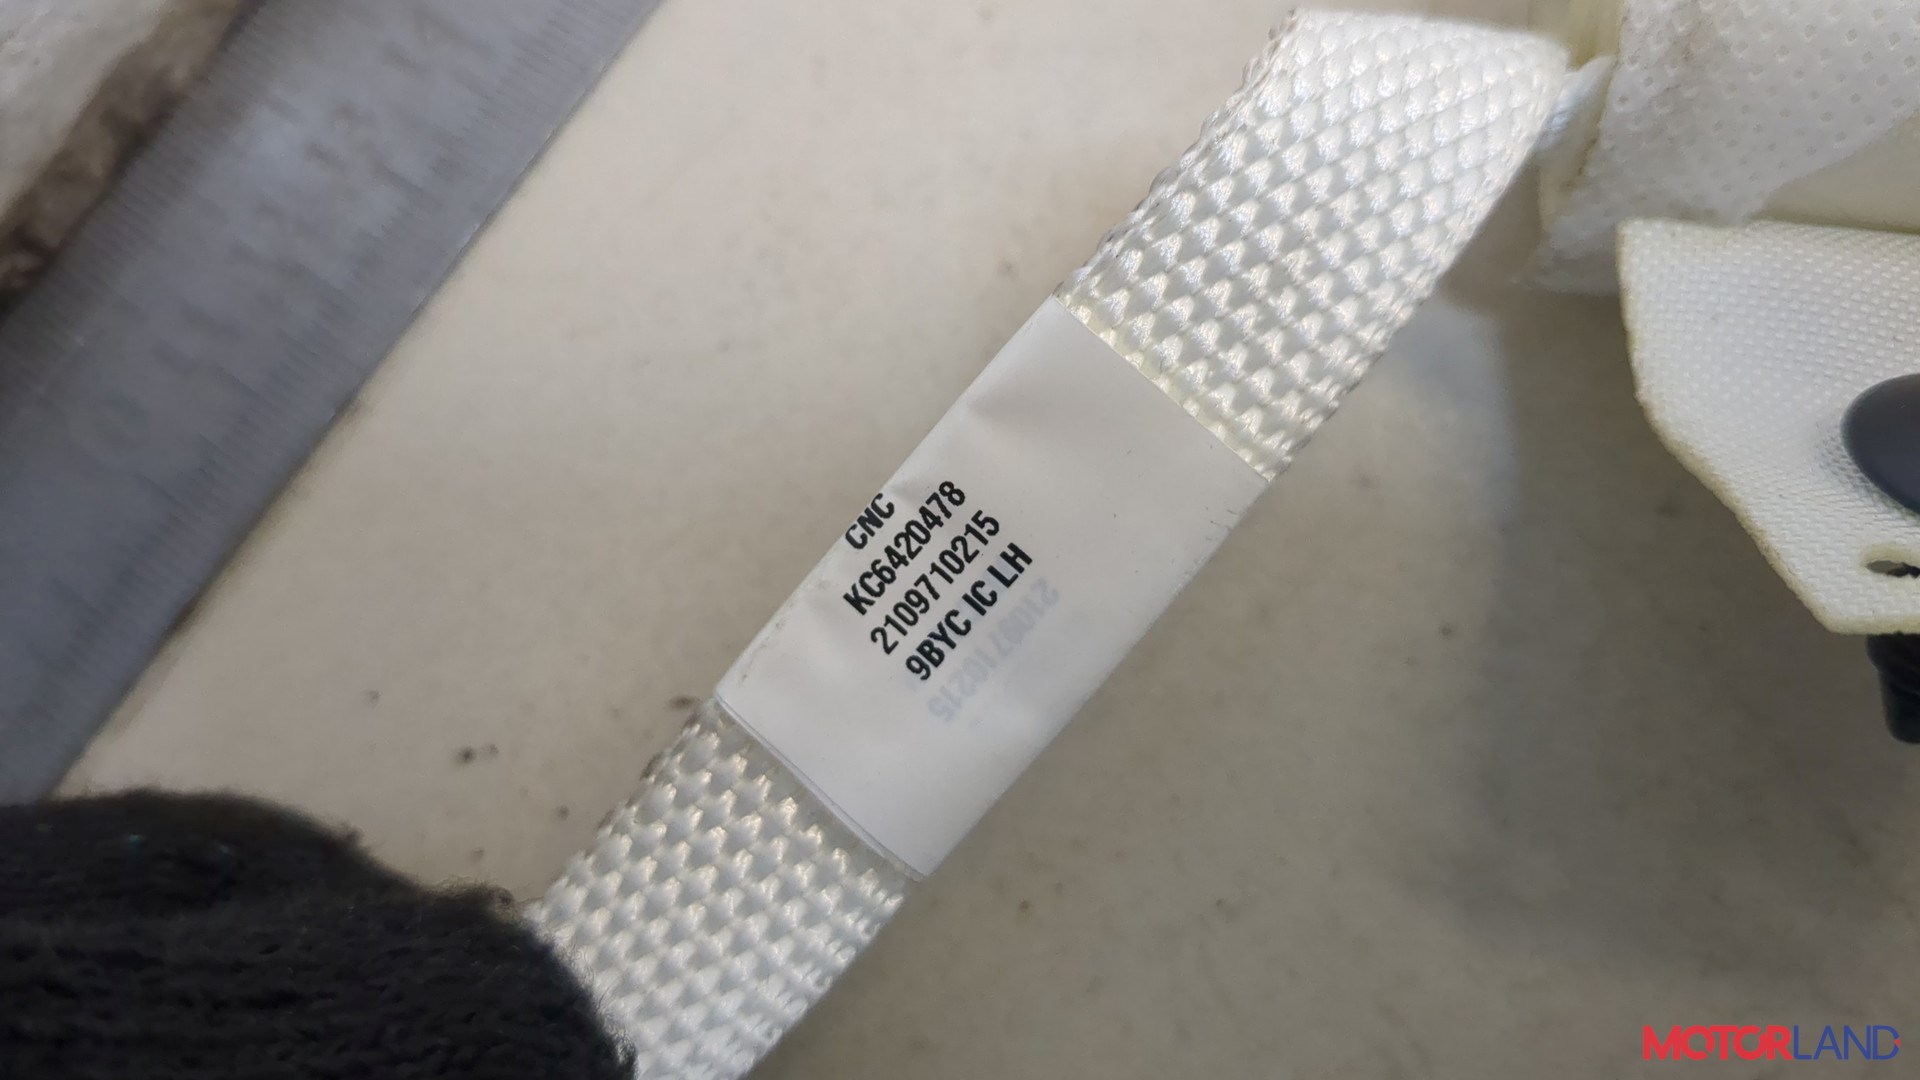 CNC
KC6420478
2109710215
9BYC IC LH
2109710215
MOTORLAND